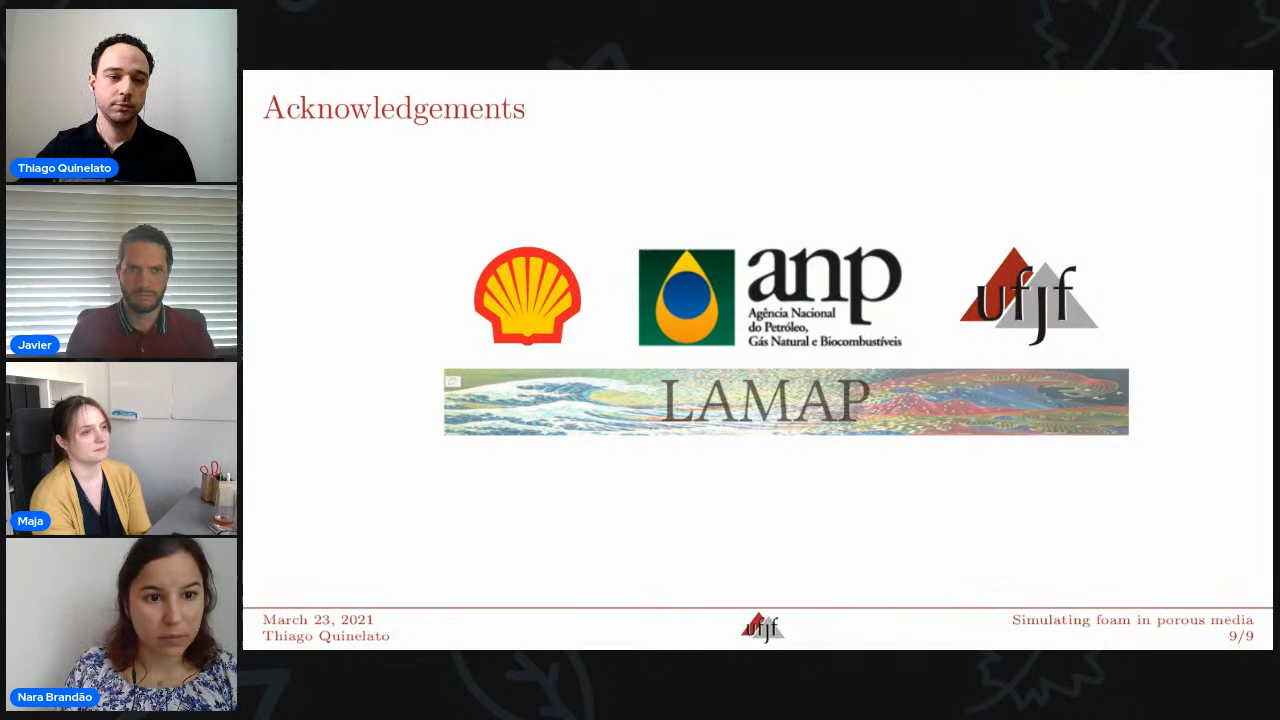 Thiago Quinelato
Javier
Maja
Nara Brandão
Acknowledgements
anp
Agência Nacional
do Petróleo,
Gás Natural e Biocombustíveis
ufjf
LAMAP
March 23, 2021
Thiago Quinelato
ufjf
Simulating foam in porous media
9/9